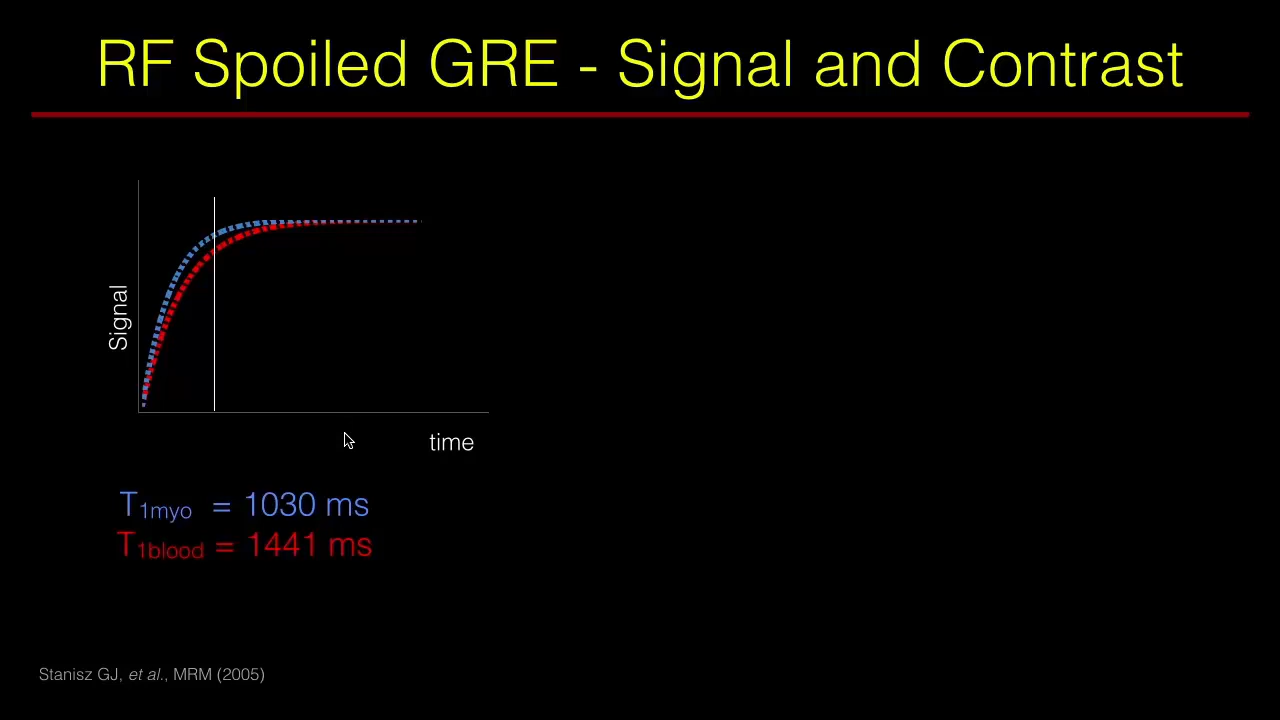 RF Spoiled GRE - Signal and Contrast
Signal
time
T1myo = 1030 ms
T1blood = 1441 ms
Stanisz GJ, et al., MRM (2005)